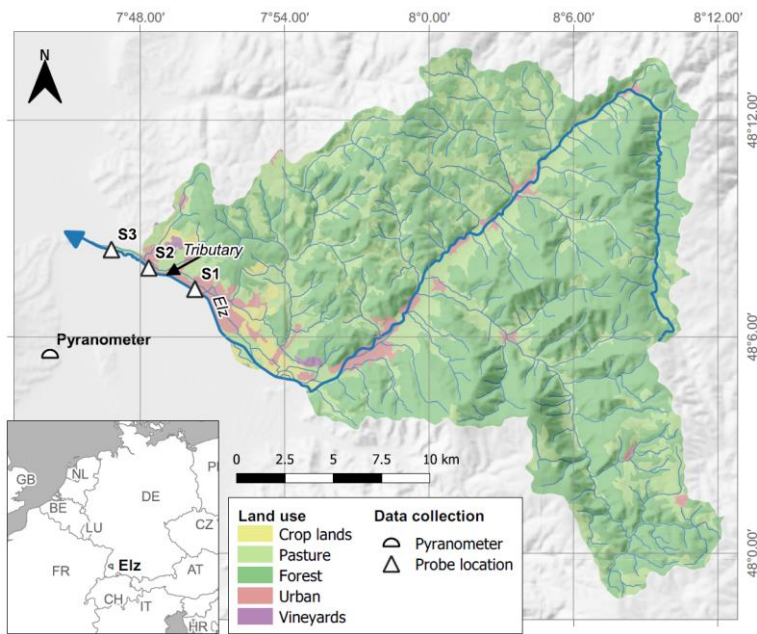 7°48.00' 7°54.00' 8°0.00' 8°6.00' 8°12.00'
N
48°12.00'
S3
S2
Tributary
S1
Elz
48°6.00'
Pyranometer
0 2.5 5 7.5 10 km
GB
NL
DE
BE
LU
CZ
FR
Elz
AT
CH
IT
HR
Land use
Crop lands
Pasture
Forest
Urban
Vineyards
Data collection
Pyranometer
Probe location
48°0.00'